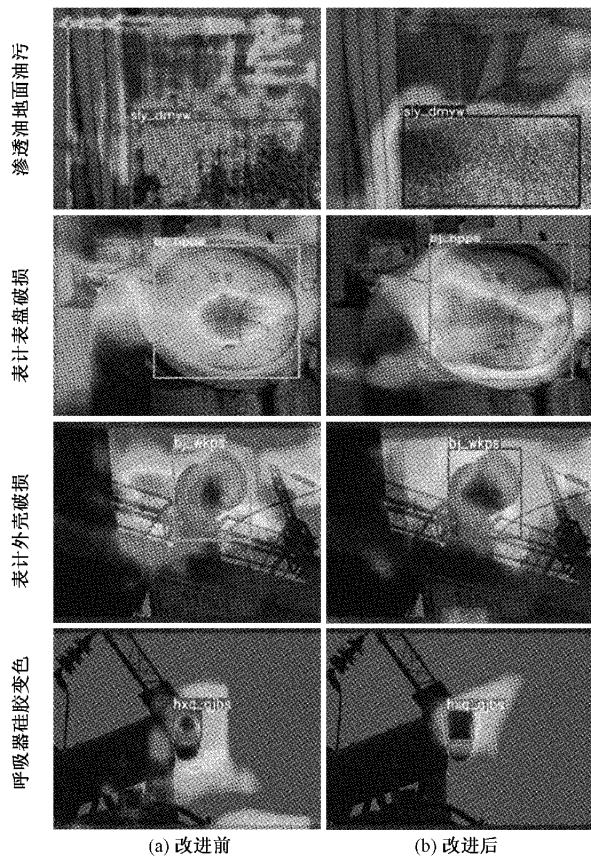 渗透油地面油污
sly_dmyw
sly_dmyw
表计表盘破损
bj_bpps
bj_bpps
表计外壳破损
bj_wkps
bj_wkps
呼吸器硅胶变色
hxq_gjbs
hxq_gjbs
(a) 改进前
(b) 改进后